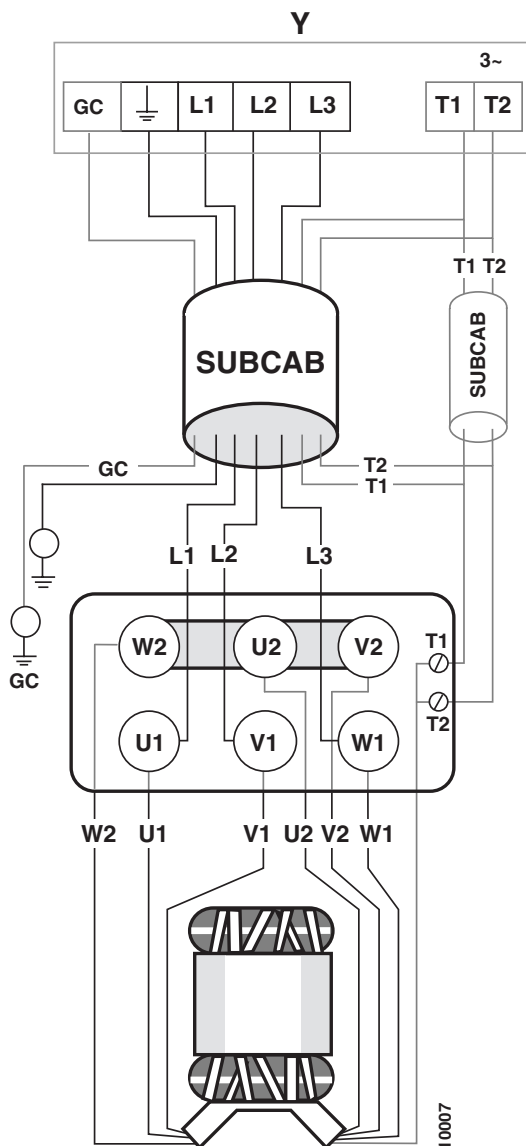 Y
3~
GC L1 L2 L3 T1 T2
T1 T2
SUBCAB
SUBCAB
GC
T2
T1
L1 L2 L3
GC
W2 U2 V2
T1
T2
U1 V1 W1
W2 U1 V1 U2 V2 W1
10007